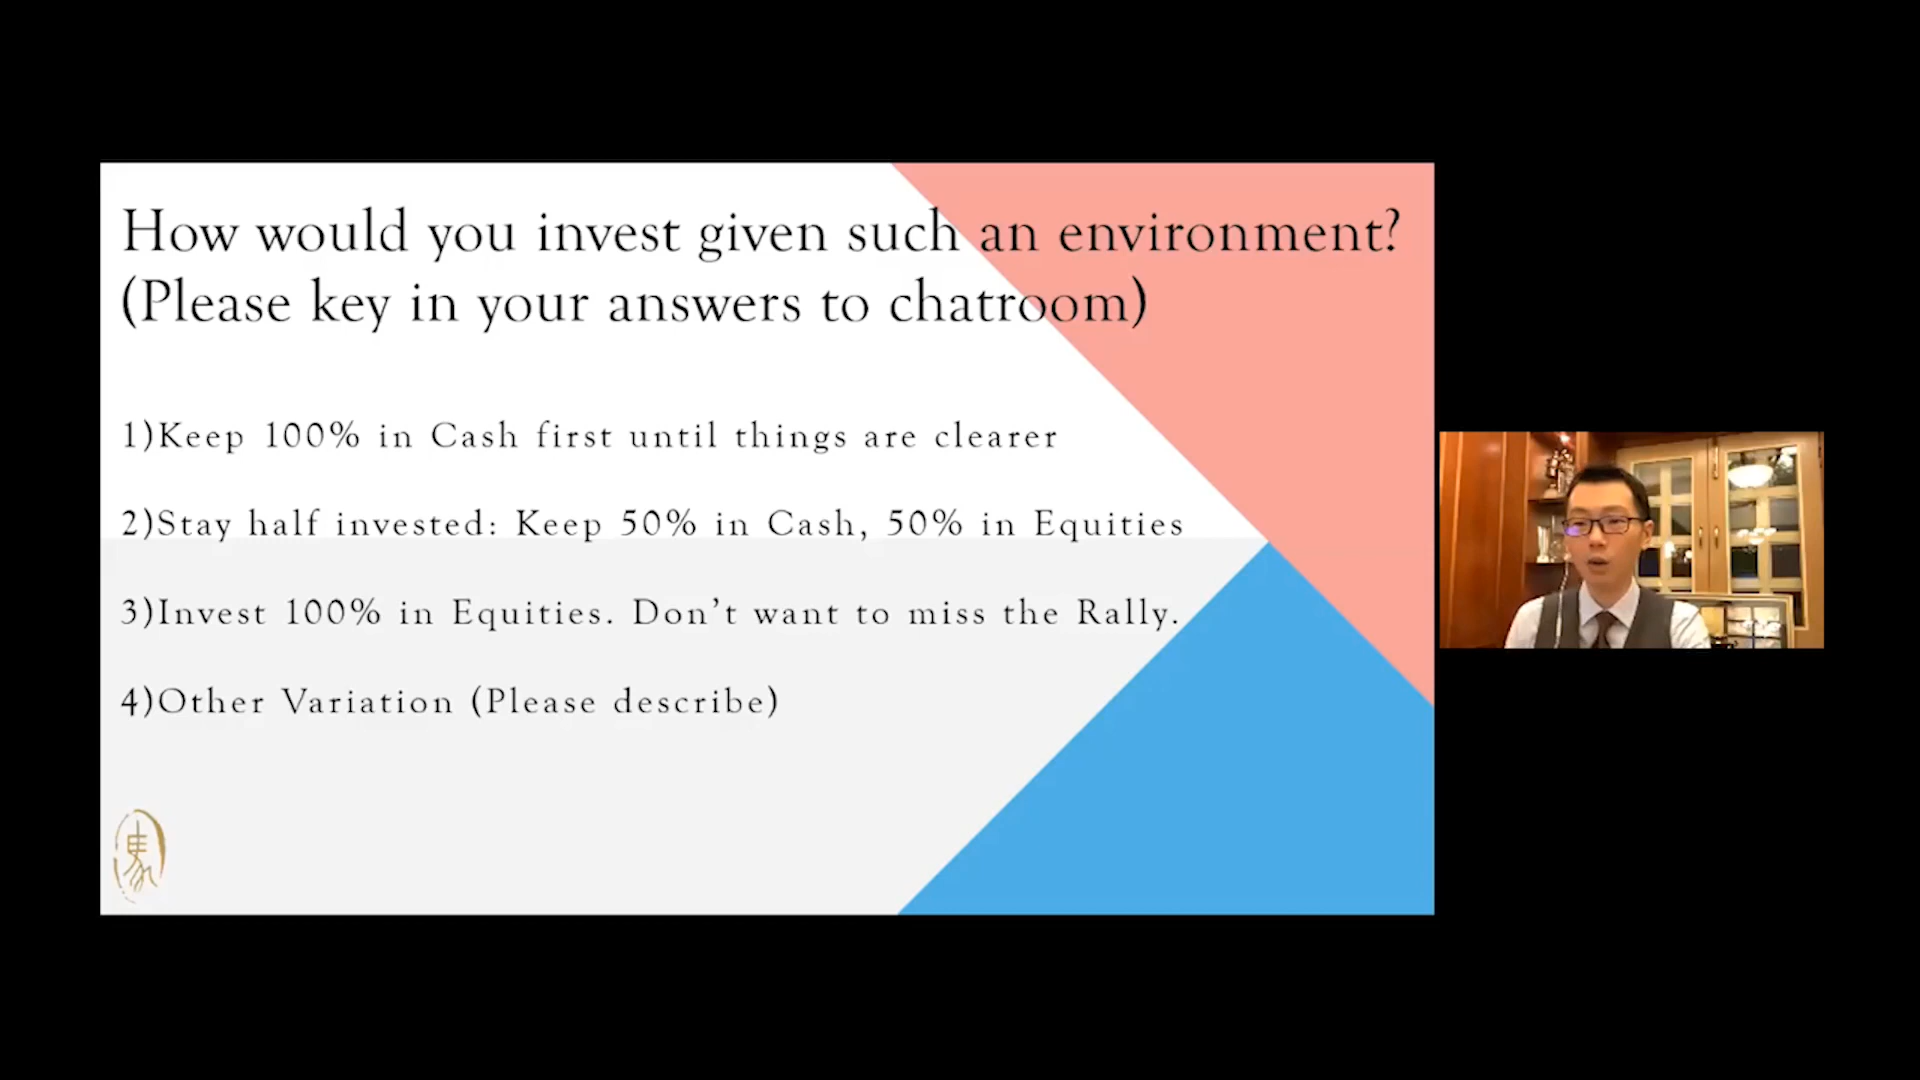 How would you invest given such an environment?
(Please key in your answers to chatroom)
1)Keep 100% in Cash first until things are clearer
2)Stay half invested: Keep 50% in Cash, 50% in Equities
3)Invest 100% in Equities. Don’t want to miss the Rally.
4)Other Variation (Please describe)